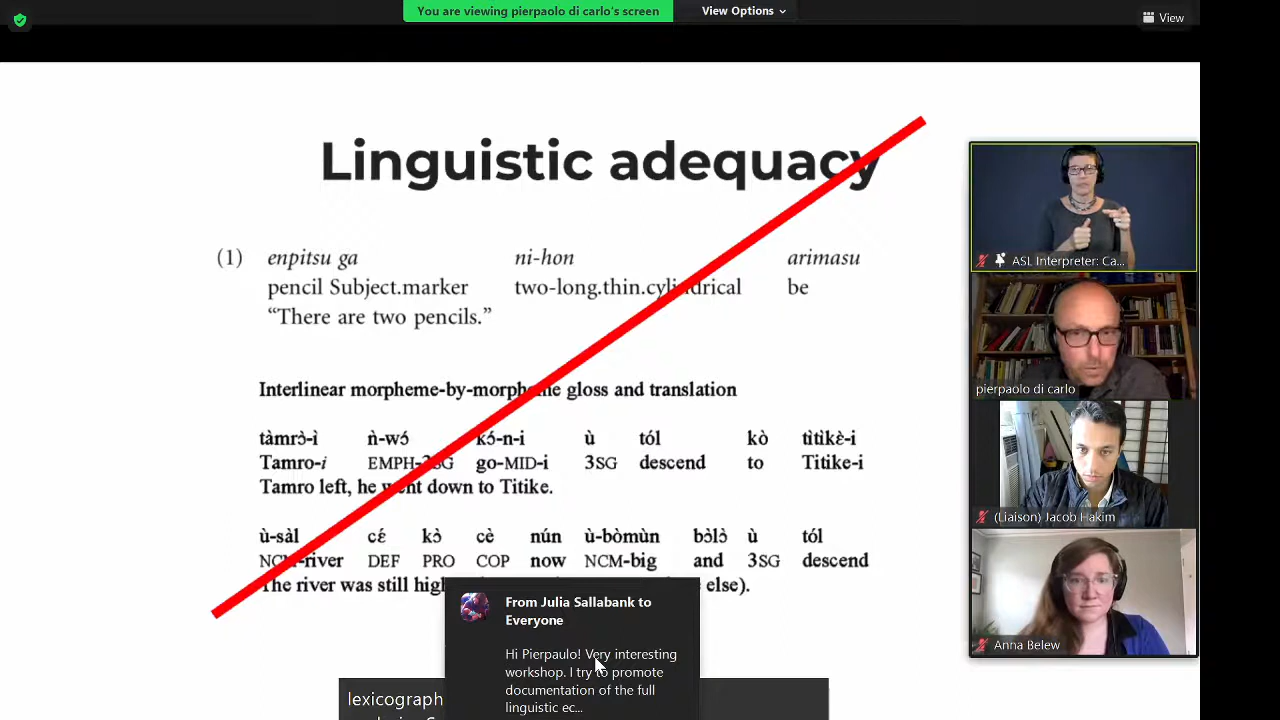 You are viewing pierpaolo di carlo's screen
View Options
View
Linguistic adequacy
(1) enpitsu ga ni-hon arimasu
pencil Subject.marker two-long.thin.cylindrical be
“There are two pencils.”
Interlinear morpheme-by-morpheme gloss and translation
tàmrɔ̀-ì ǹ-wɔ́ kɔ́-n-i ù tól kò tìtìkè-i
Tamro-i EMPH-3SG go-MID-i 3SG descend to Titike-i
Tamro left, he went down to Titike.
ù-sàl cɛ́ kɔ̀ cè nún ù-bòmùn bɔ̀lɔ̀ ù tól
NCM-river DEF PRO COP now NCM-big and 3SG descend
The river was still high else).
ASL Interpreter: Ca...
pierpaolo di carlo
(Liaison) Jacob Hakim
Anna Belew
From Julia Sallabank to
Everyone
Hi Pierpaulo! Very interesting
workshop. I try to promote
documentation of the full
linguistic ec...
lexicograph